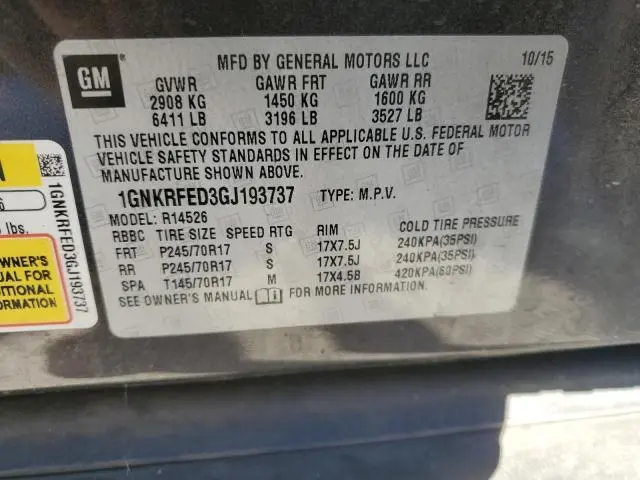 GM
MFD BY GENERAL MOTORS LLC 10/15
GVWR GAWR FRT GAWR RR
2908 KG 1450 KG 1600 KG
6411 LB 3196 LB 3527 LB
THIS VEHICLE CONFORMS TO ALL APPLICABLE U.S. FEDERAL MOTOR
VEHICLE SAFETY STANDARDS IN EFFECT ON THE DATE OF
MANUFACTURE SHOWN ABOVE.
1GNKRFED3GJ193737 TYPE: M.P.V.
MODEL: R14526
RBBC TIRE SIZE SPEED RTG RIM COLD TIRE PRESSURE
FRT P245/70R17 S 17X7.5J 240KPA(35PSI)
RR P245/70R17 S 17X7.5J 240KPA(35PSI)
SPA T145/70R17 M 17X4.5B 420KPA(60PSI)
SEE OWNER'S MANUAL FOR MORE INFORMATION.
1GNKRFED3GJ193737
lbs.
OWNER'S
MANUAL FOR